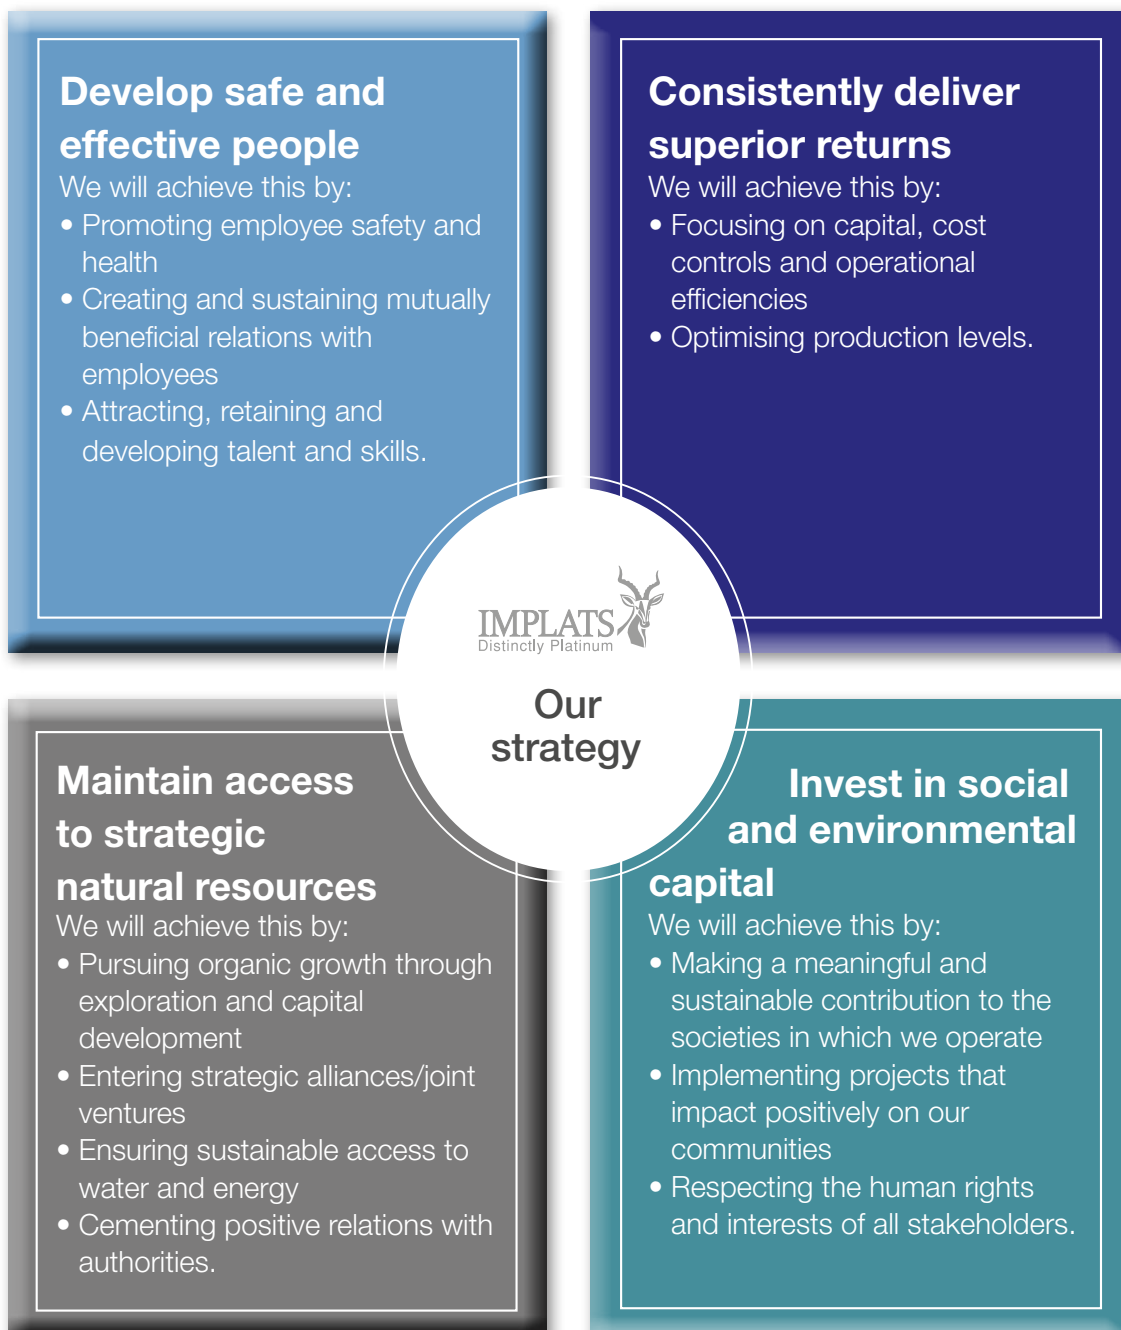 Develop safe and
effective people
We will achieve this by:
• Promoting employee safety and
health
• Creating and sustaining mutually
beneficial relations with
employees
• Attracting, retaining and
developing talent and skills.
Consistently deliver
superior returns
We will achieve this by:
• Focusing on capital, cost
controls and operational
efficiencies
• Optimising production levels.
IMPLATS
Distinctly Platinum
Our
strategy
Maintain access
to strategic
natural resources
We will achieve this by:
• Pursuing organic growth through
exploration and capital
development
• Entering strategic alliances/joint
ventures
• Ensuring sustainable access to
water and energy
• Cementing positive relations with
authorities.
Invest in social
and environmental
capital
We will achieve this by:
• Making a meaningful and
sustainable contribution to the
societies in which we operate
• Implementing projects that
impact positively on our
communities
• Respecting the human rights
and interests of all stakeholders.